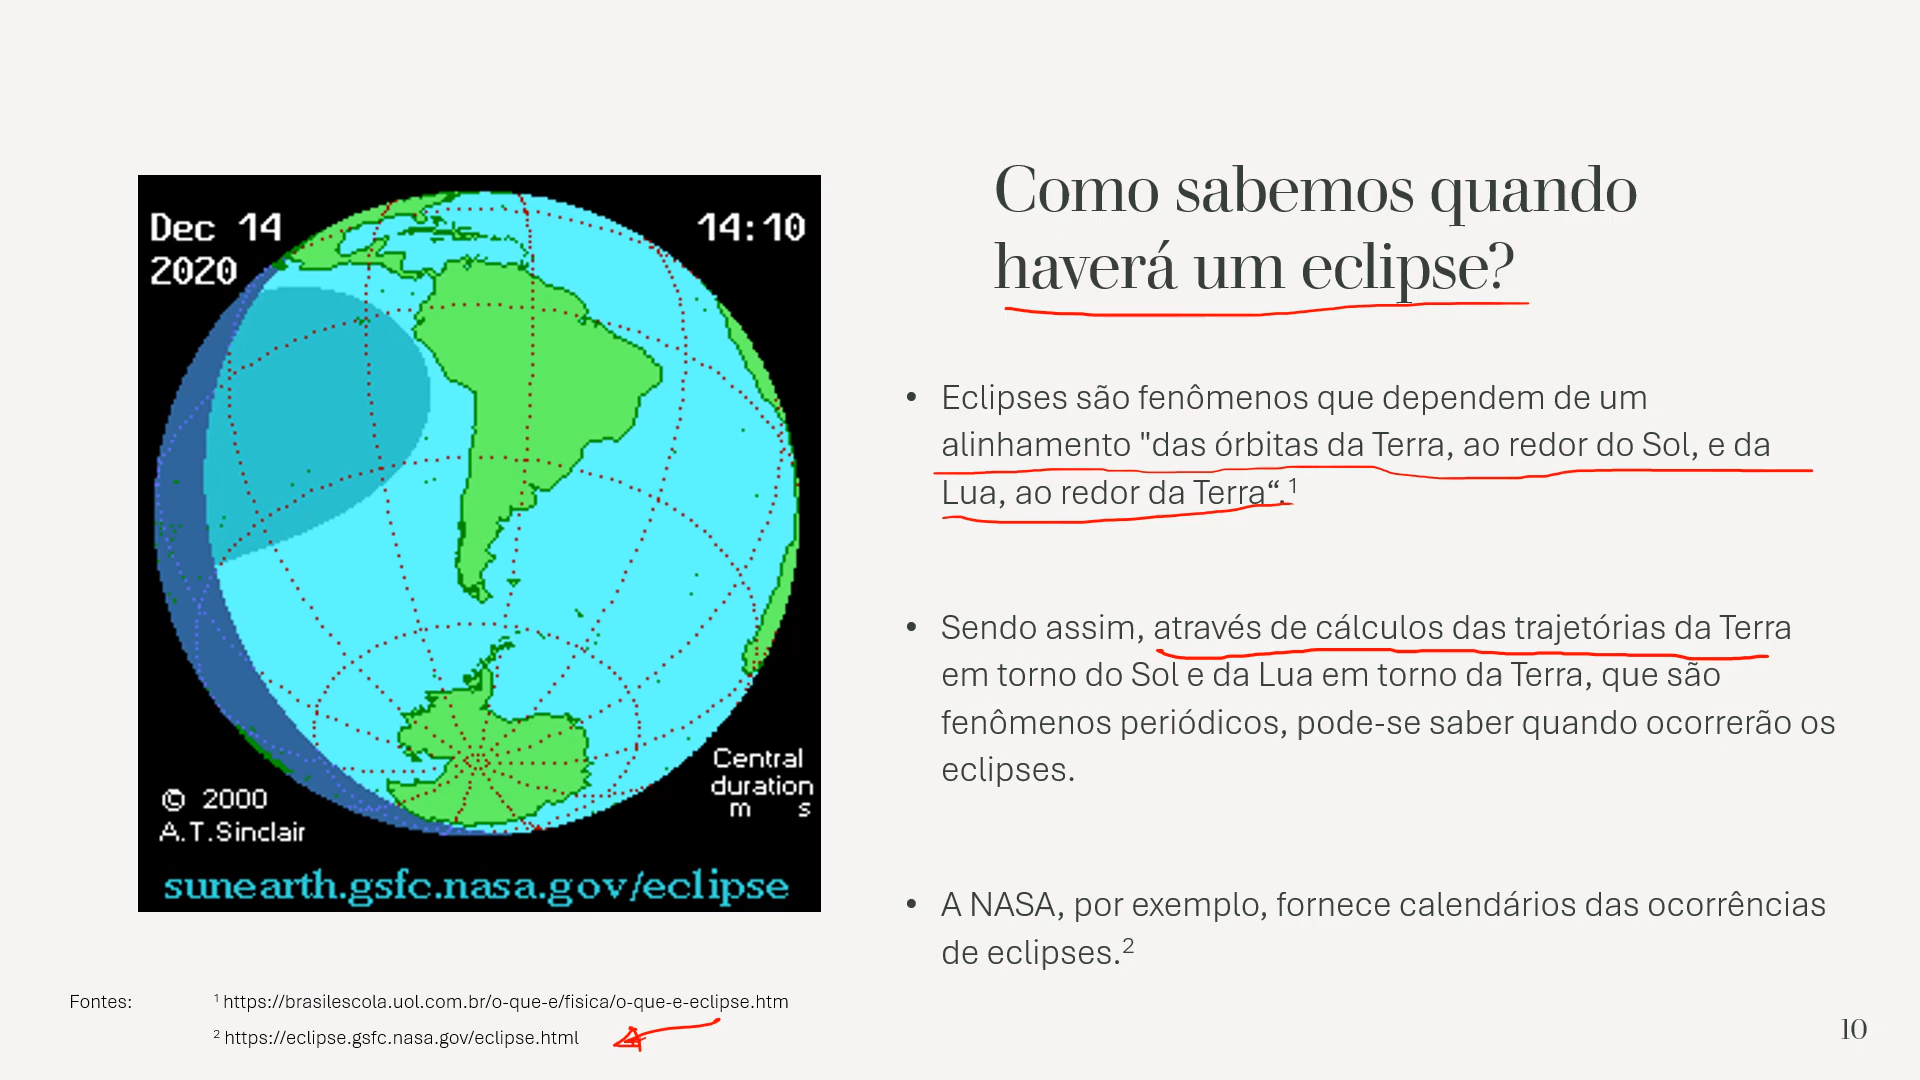 Dec 14
2020
14:10
Central
duration
m s
© 2000
A.T.Sinclair
sunearth.gsfc.nasa.gov/eclipse
Como sabemos quando
haverá um eclipse?
• Eclipses são fenômenos que dependem de um
alinhamento "das órbitas da Terra, ao redor do Sol, e da
Lua, ao redor da Terra“.¹
• Sendo assim, através de cálculos das trajetórias da Terra
em torno do Sol e da Lua em torno da Terra, que são
fenômenos periódicos, pode-se saber quando ocorrerão os
eclipses.
• A NASA, por exemplo, fornece calendários das ocorrências
de eclipses.²
Fontes: ¹ https://brasilescola.uol.com.br/o-que-e/fisica/o-que-e-eclipse.htm
² https://eclipse.gsfc.nasa.gov/eclipse.html
10